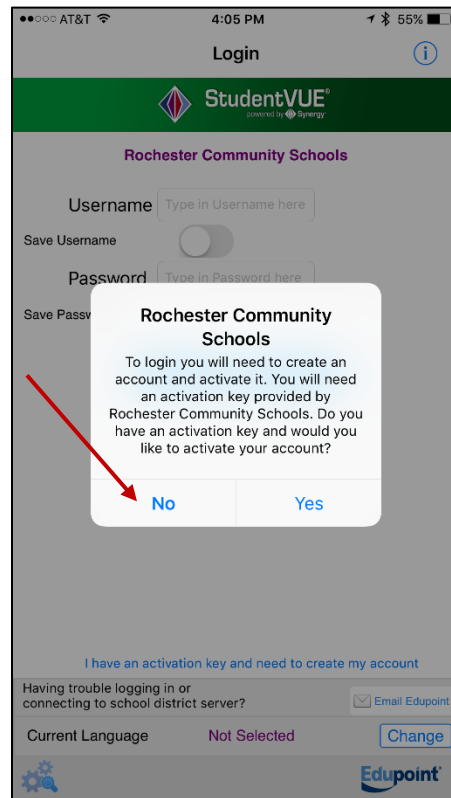 AT&T 4:05 PM 55%
Login
StudentVUE®
powered by Synergy
Rochester Community Schools
Username Type in Username here
Save Username
Password Type in Password here
Save Passw
Rochester Community
Schools
To login you will need to create an
account and activate it. You will need
an activation key provided by
Rochester Community Schools. Do you
have an activation key and would you
like to activate your account?
No Yes
I have an activation key and need to create my account
Having trouble logging in or
connecting to school district server?
Email Edupoint
Current Language Not Selected Change
Edupoint